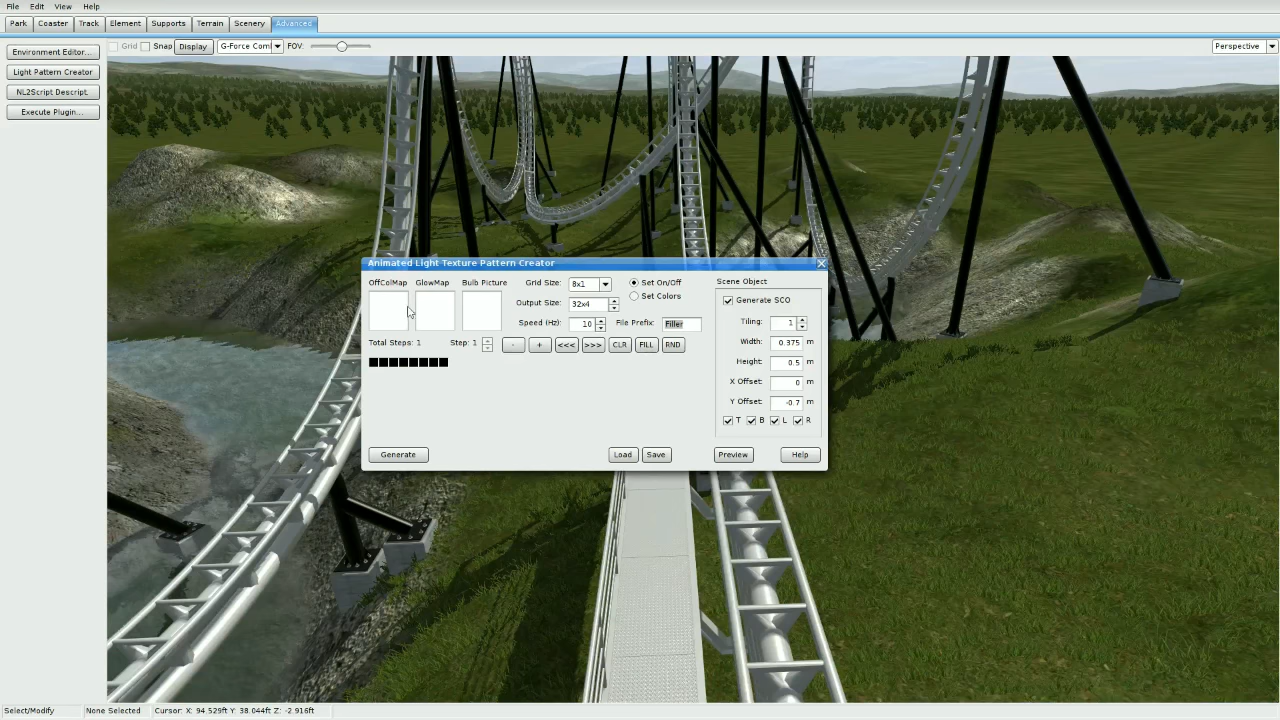 File Edit View Help
Park Coaster Track Element Supports Terrain Scenery Advanced
Grid Snap Display G-Force Coml FOV: Perspective
Environment Editor...
Light Pattern Creator
NL2Script Descript.
Execute Plugin...
Animated Light Texture Pattern Creator
OffColMap GlowMap Bulb Picture Grid Size: 8x1 Set On/Off
Set Colors
Output Size: 32x4
Speed (Hz): 10 File Prefix: Filler
Total Steps: 1 Step: 1 - + <<< >>> CLR FILL RND
Scene Object
Generate SCO
Tiling: 1
Width: 0.375 m
Height: 0.5 m
X Offset: 0 m
Y Offset: -0.7 m
T B L R
Generate Load Save Preview Help
Select/Modify None Selected Cursor: X: 94.529ft Y: 38.044ft Z: -2.916ft